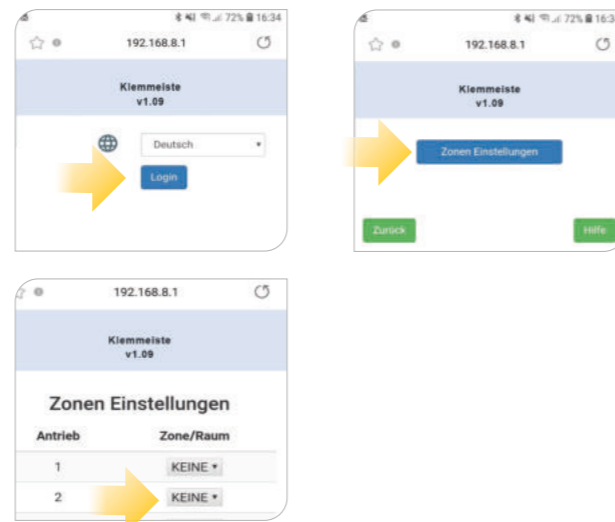 72% 16:34
192.168.8.1
Klemmeiste
v1.09
Deutsch
Login
72% 16:3
192.168.8.1
Klemmeiste
v1.09
Zonen Einstellungen
Zurück
Hilfe
192.168.8.1
Klemmeiste
v1.09
Zonen Einstellungen
Antrieb Zone/Raum
1 KEINE
2 KEINE